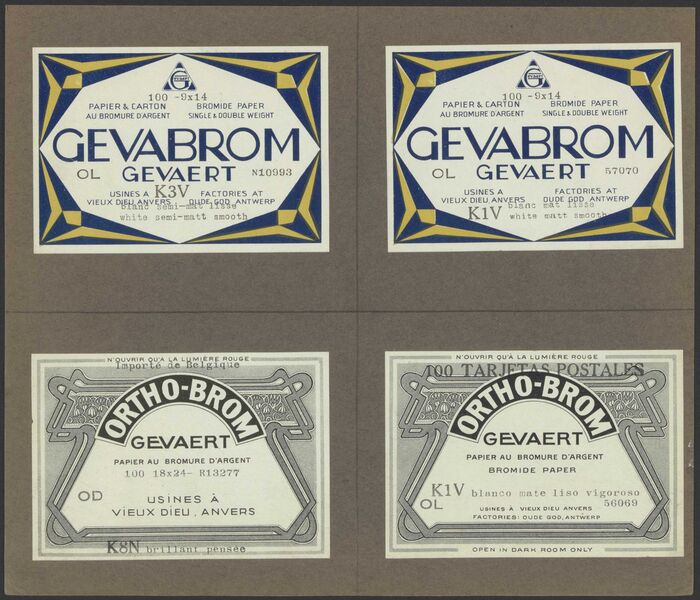 100 -9x14
PAPIER & CARTON BROMIDE PAPER
AU BROMURE D'ARGENT SINGLE & DOUBLE WEIGHT
GEVABROM
OL GEVAERT N10993
USINES A K3V FACTORIES AT
VIEUX DIEU ANVERS OUDE GOD ANTWERP
blanc semi-mat lisse
white semi-matt smooth
100 -9x14
PAPIER & CARTON BROMIDE PAPER
AU BROMURE D'ARGENT SINGLE & DOUBLE WEIGHT
GEVABROM
OL GEVAERT 57070
USINES A FACTORIES AT
VIEUX DIEU ANVERS OUDE GOD ANTWERP
K1V blanc mat lisse
white matt smooth
N'OUVRIR QU'A LA LUMIÈRE ROUGE
Importé de Belgique
ORTHO-BROM
GEVAERT
PAPIER AU BROMURE D'ARGENT
100 18x24- R13277
OD USINES À
VIEUX DIEU, ANVERS
K8N brillant pensée
N'OUVRIR QU'À LA LUMIÈRE ROUGE
100 TARJETAS POSTALES
ORTHO-BROM
GEVAERT
PAPIER AU BROMURE D'ARGENT
BROMIDE PAPER
K1V blanco mate liso vigoroso
OL 56069
USINES À VIEUX DIEU ANVERS
FACTORIES: OUDE GOD, ANTWERP
OPEN IN DARK ROOM ONLY